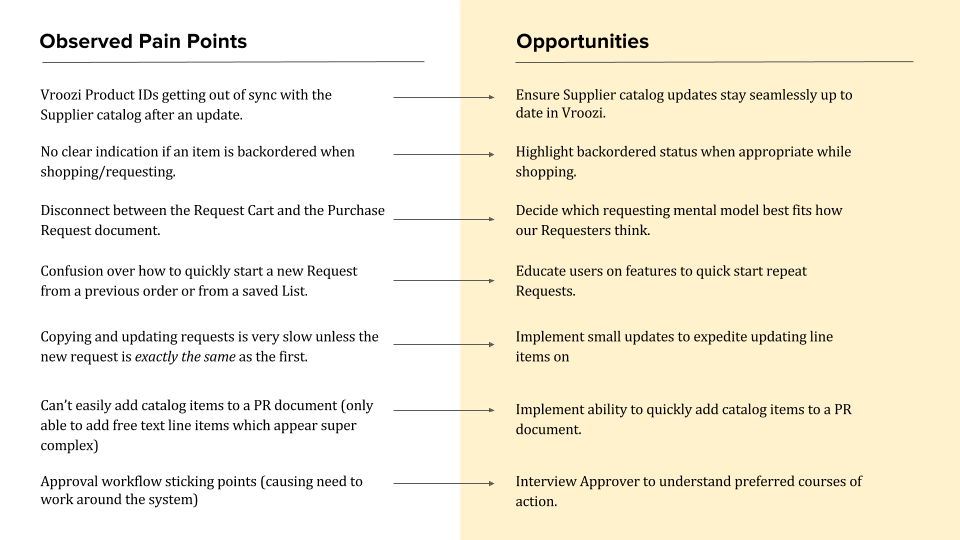 Observed Pain Points
Vroozi Product IDs getting out of sync with the
Supplier catalog after an update.
No clear indication if an item is backordered when
shopping/requesting.
Disconnect between the Request Cart and the Purchase
Request document.
Confusion over how to quickly start a new Request
from a previous order or from a saved List.
Copying and updating requests is very slow unless the
new request is exactly the same as the first.
Can’t easily add catalog items to a PR document (only
able to add free text line items which appear super
complex)
Approval workflow sticking points (causing need to
work around the system)
Opportunities
Ensure Supplier catalog updates stay seamlessly up to
date in Vroozi.
Highlight backordered status when appropriate while
shopping.
Decide which requesting mental model best fits how
our Requesters think.
Educate users on features to quick start repeat
Requests.
Implement small updates to expedite updating line
items on
Implement ability to quickly add catalog items to a PR
document.
Interview Approver to understand preferred courses of
action.